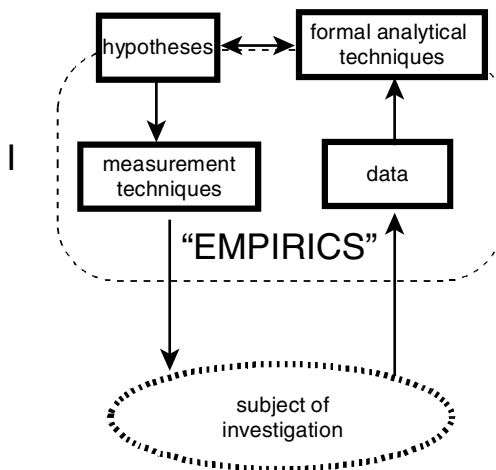 hypotheses
formal analytical
techniques
I
measurement
techniques
data
“EMPIRICS”
subject of
investigation